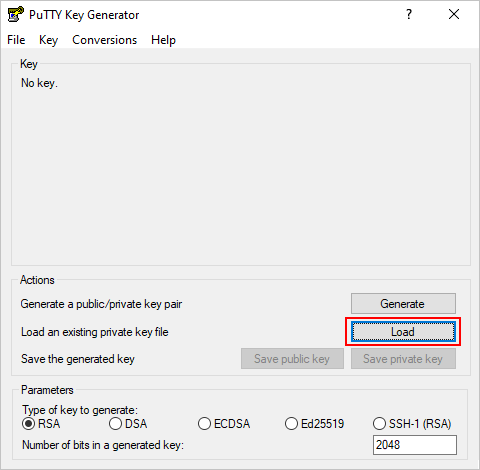 PuTTY Key Generator ?
File Key Conversions Help
Key
No key.
Actions
Generate a public/private key pair Generate
Load an existing private key file Load
Save the generated key Save public key Save private key
Parameters
Type of key to generate:
RSA DSA ECDSA Ed25519 SSH-1 (RSA)
Number of bits in a generated key: 2048